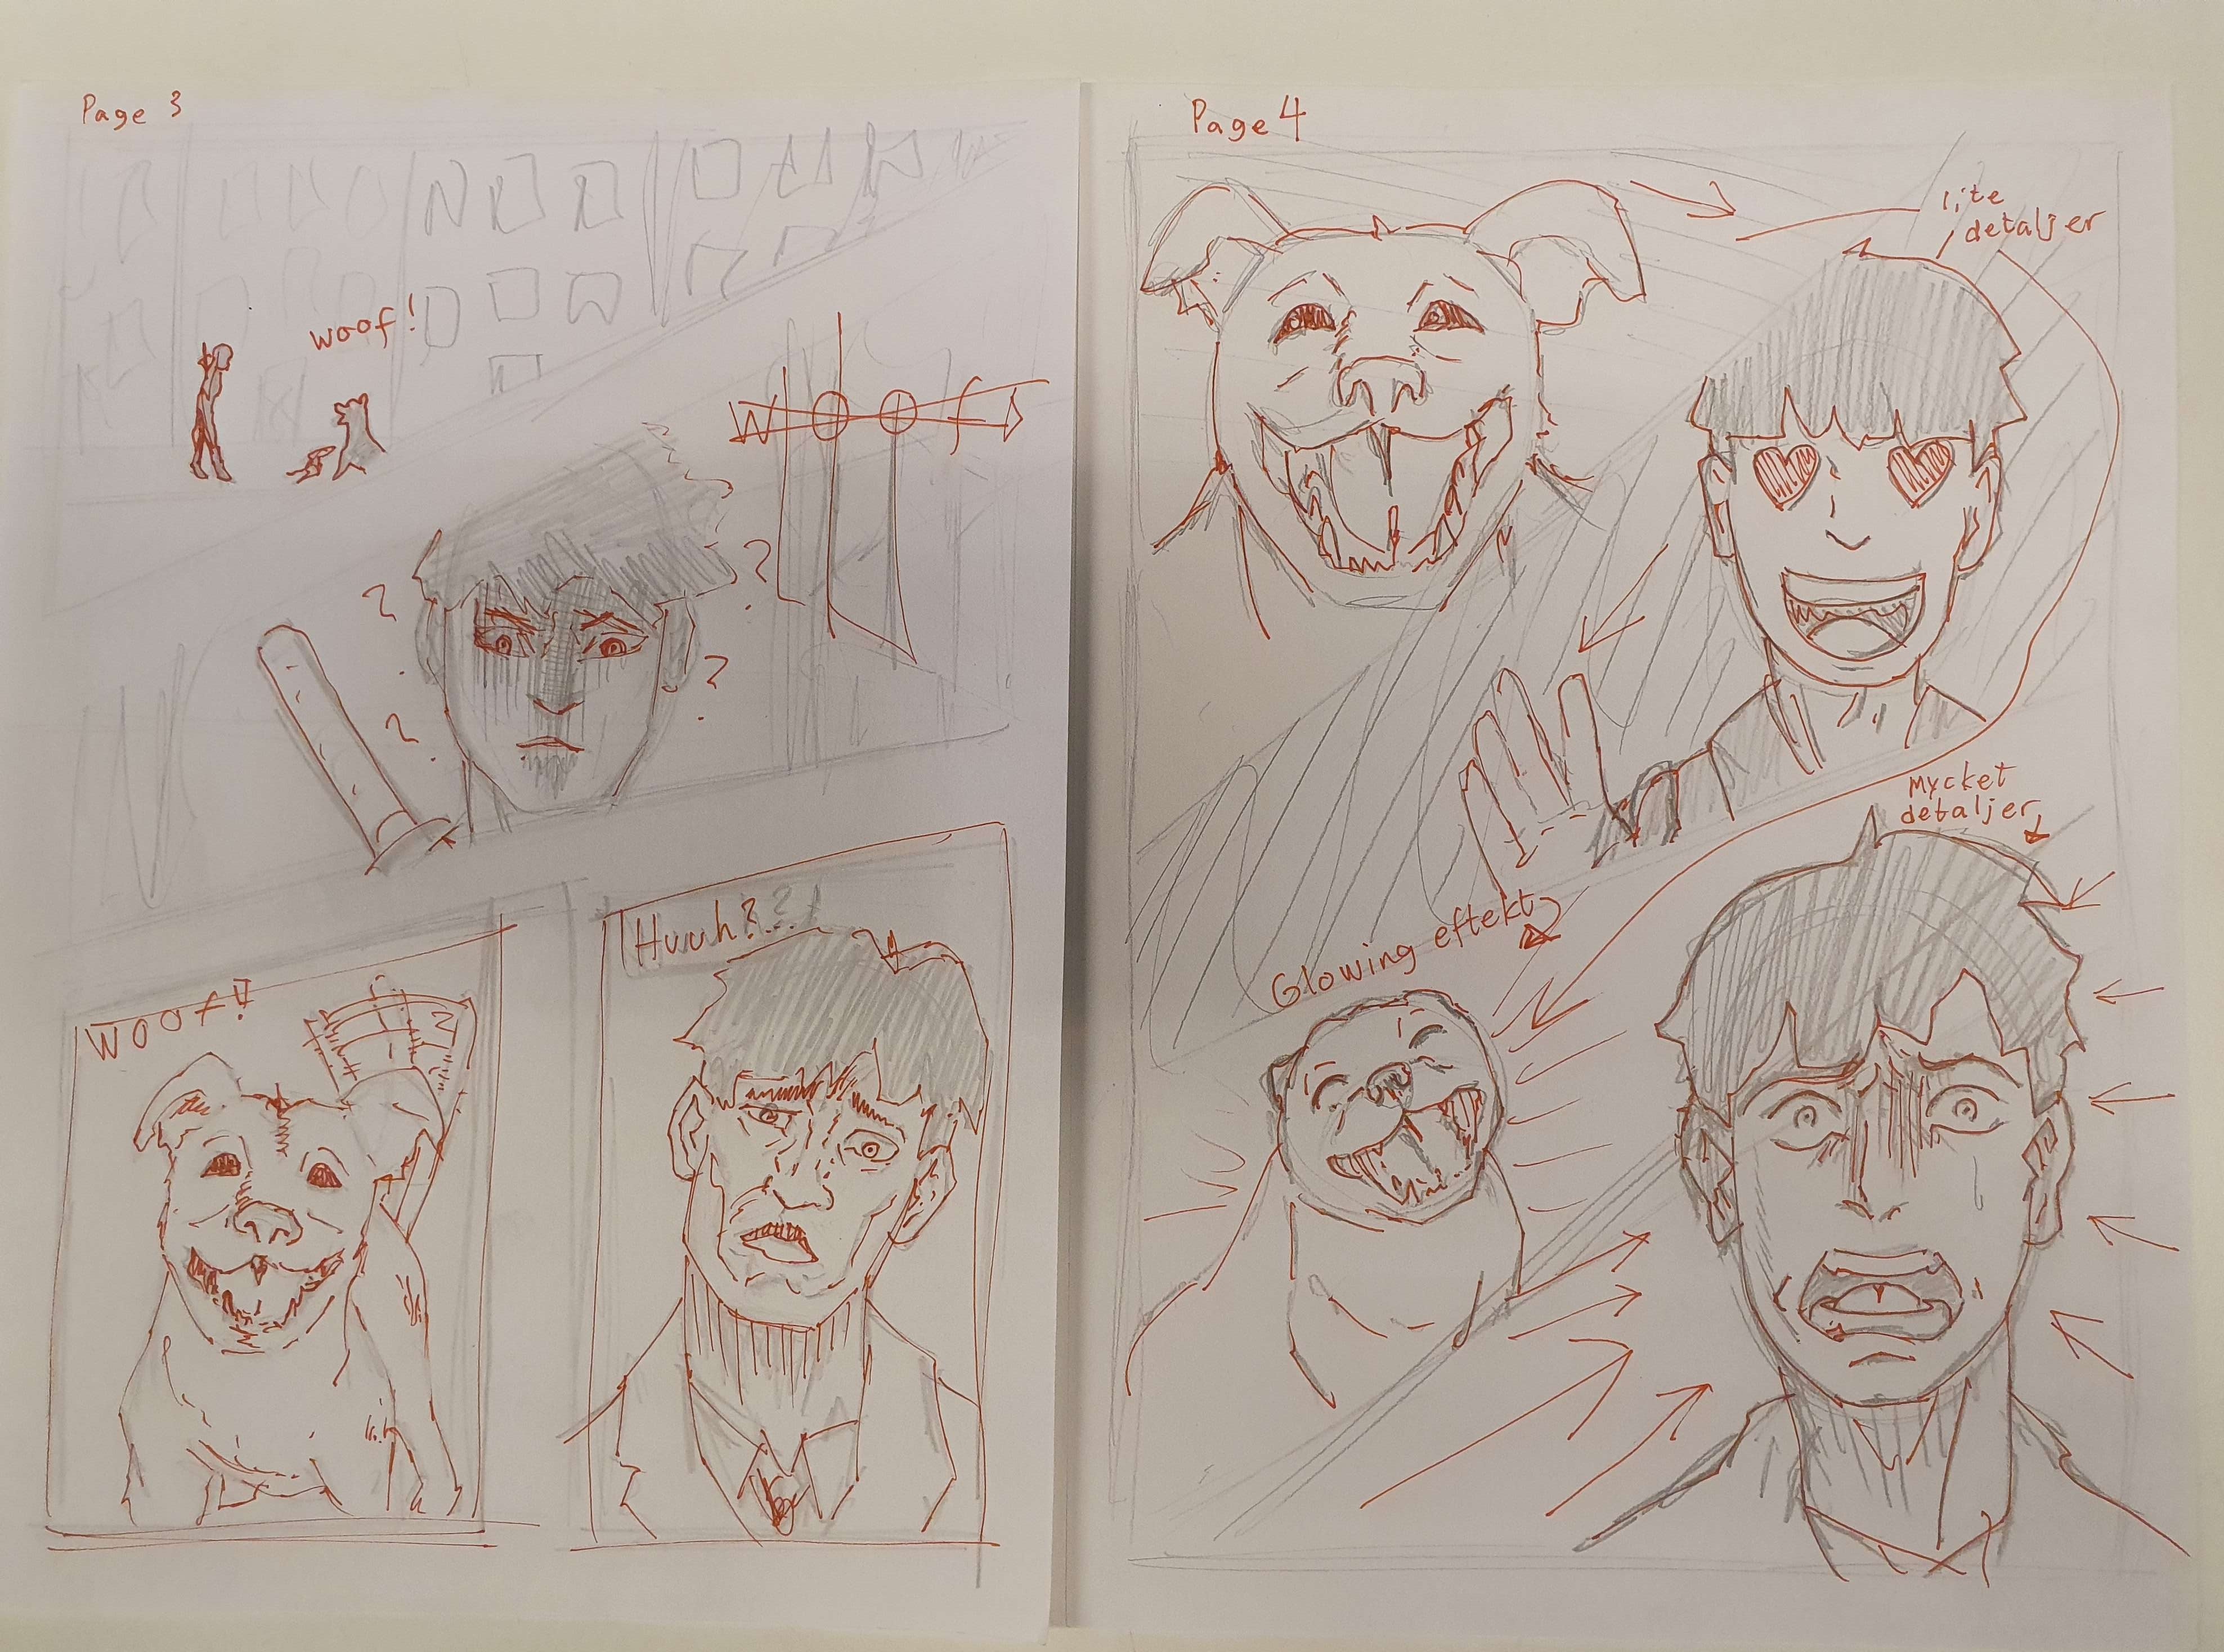 Page 3
woof!
woof
?
?
?
?
WOOf!
Huuh?
Page 4
lite
detaljer
mycket
detaljer
Glowing effekt